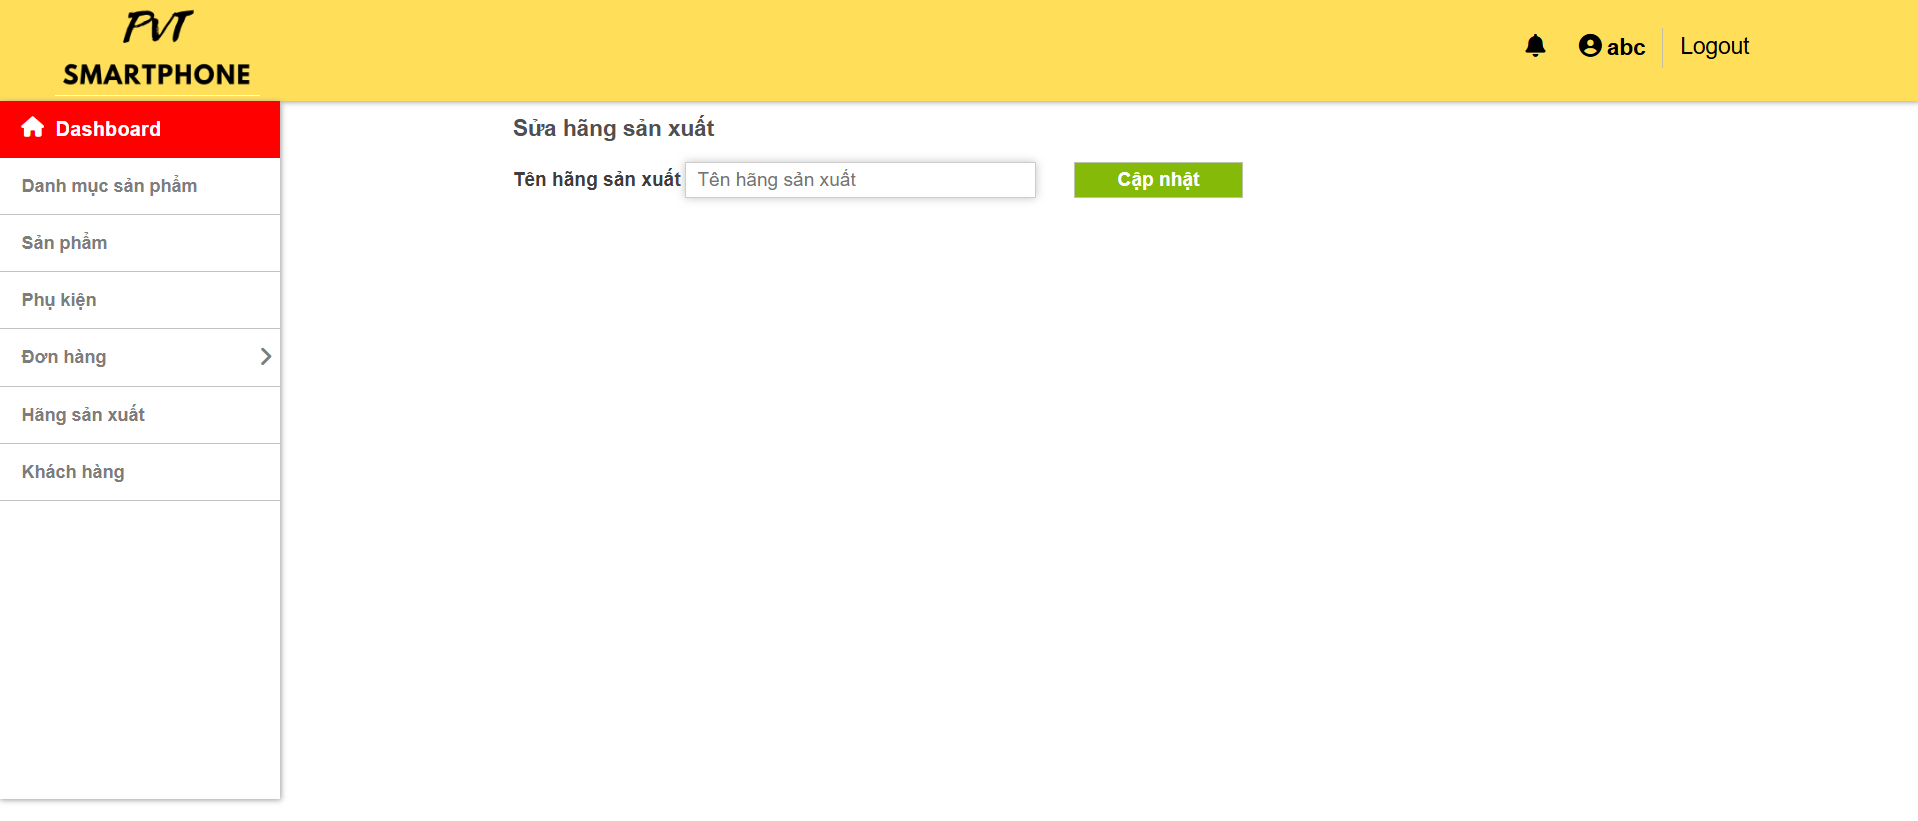 PVT
SMARTPHONE
abc
Logout
Dashboard
Danh mục sản phẩm
Sản phẩm
Phụ kiện
Đơn hàng
Hãng sản xuất
Khách hàng
Sửa hãng sản xuất
Tên hãng sản xuất Tên hãng sản xuất Cập nhật